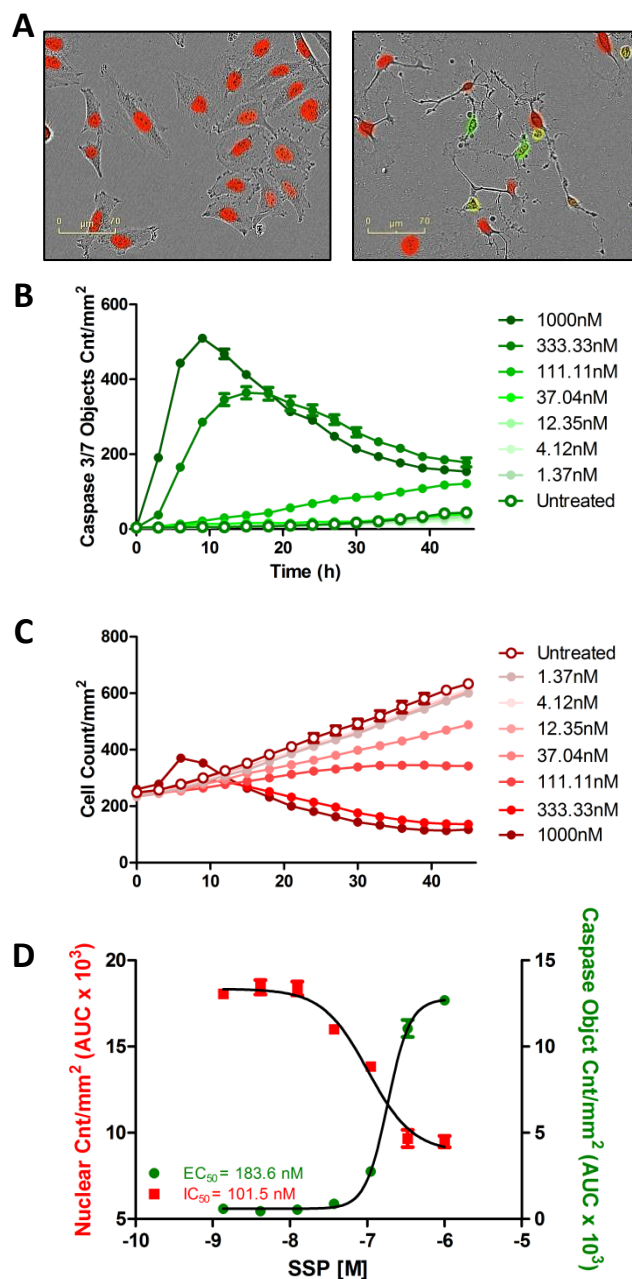 A
0 µm 70
0 µm 70
B
Caspase 3/7 Objects Cnt/mm²
600
400
200
0
0 10 20 30 40
Time (h)
1000nM
333.33nM
111.11nM
37.04nM
12.35nM
4.12nM
1.37nM
Untreated
C
Cell Count/mm²
800
600
400
200
0
0 10 20 30 40
Untreated
1.37nM
4.12nM
12.35nM
37.04nM
111.11nM
333.33nM
1000nM
D
Nuclear Cnt/mm² (AUC x 10³)
20
15
10
5
EC₅₀ = 183.6 nM
IC₅₀ = 101.5 nM
-10 -9 -8 -7 -6 -5
SSP [M]
15
10
5
0
Caspase Objct Cnt/mm² (AUC x 10³)